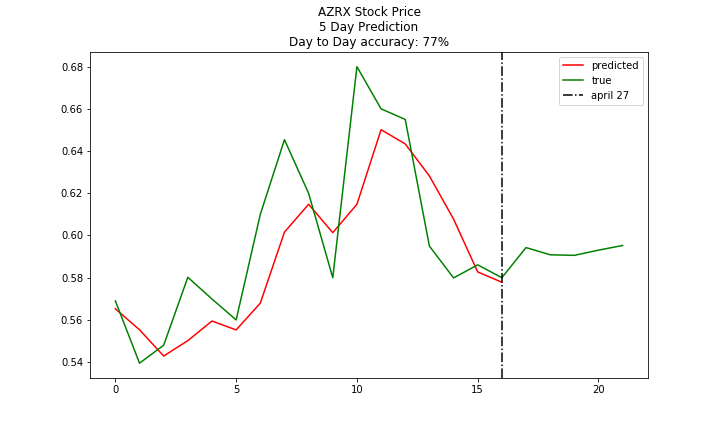 AZRX Stock Price
5 Day Prediction
Day to Day accuracy: 77%
predicted
true
april 27
0.68
0.66
0.64
0.62
0.60
0.58
0.56
0.54
0
5
10
15
20